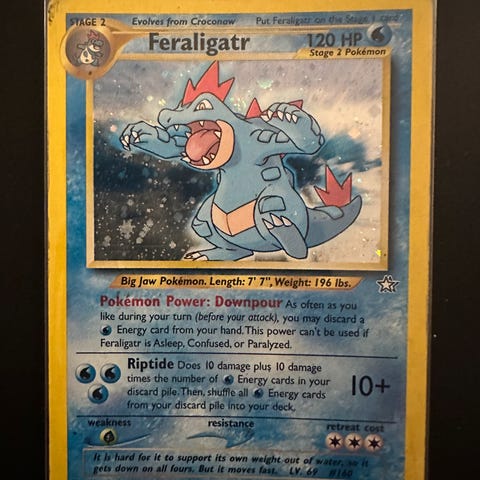 STAGE 2 Evolves from Croconaw Put Feraligatr on the Stage 1 card
Feraligatr 120 HP
Stage 2 Pokémon
Big Jaw Pokémon. Length: 7' 7", Weight: 196 lbs.
Pokémon Power: Downpour As often as you
like during your turn (before your attack), you may discard a
Energy card from your hand. This power can't be used if
Feraligatr is Asleep, Confused, or Paralyzed.
Riptide Does 10 damage plus 10 damage
times the number of Energy cards in your
discard pile. Then, shuffle all Energy cards
from your discard pile into your deck.
10+
weakness resistance retreat cost
It is hard for it to support its own weight out of water, so it
gets down on all fours. But it moves fast. LV. 69 #160